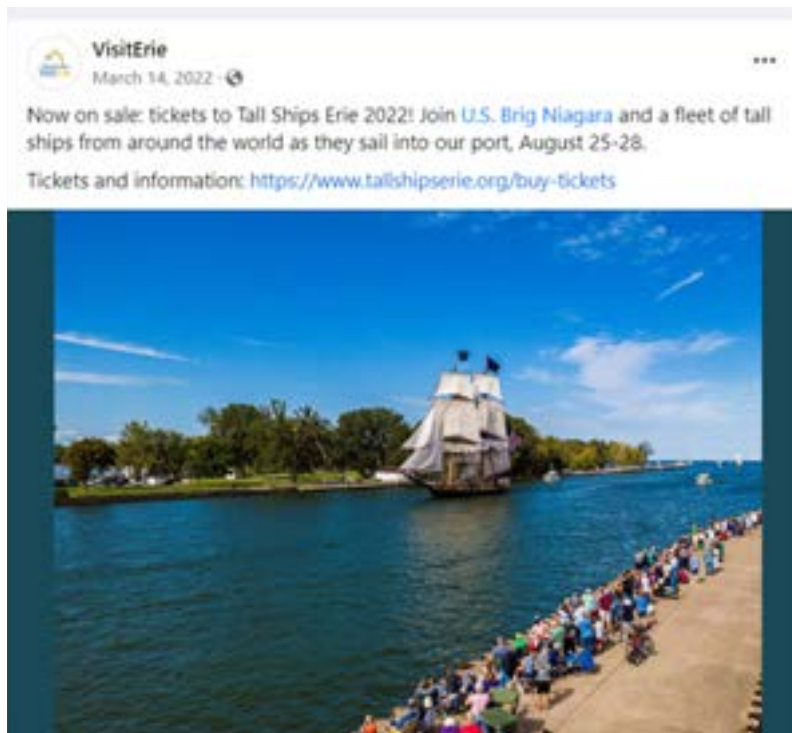 VisitErie
March 14, 2022 ·
Now on sale: tickets to Tall Ships Erie 2022! Join U.S. Brig Niagara and a fleet of tall
ships from around the world as they sail into our port, August 25-28.
Tickets and information: https://www.tallshipserie.org/buy-tickets